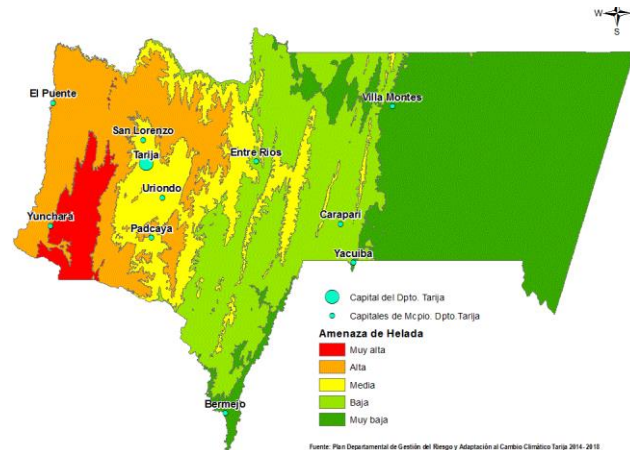 W
S
El Puente
Villa Montes
San Lorenzo
Tarija
Entre Rios
Uriondo
Yunchará
Carapari
Padcaya
Yacuiba
Capital del Dpto. Tarija
Capitales de Mcpio. Dpto.Tarija
Amenaza de Helada
Muy alta
Alta
Media
Baja
Muy baja
Bermejo
Fuente: Plan Departamental de Gestión del Riesgo y Adaptación al Cambio Climático Tarija 2014-2018